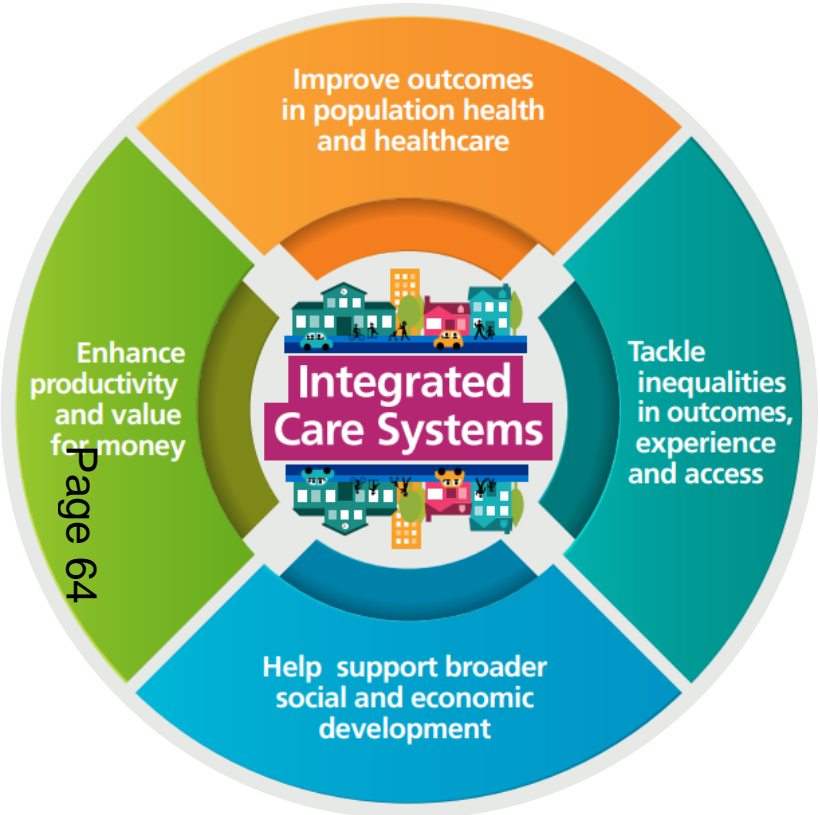 Improve outcomes
in population health
and healthcare
Enhance
productivity
and value
for money
Integrated
Care Systems
Tackle
inequalities
in outcomes,
experience
and access
Help support broader
social and economic
development
Page 64